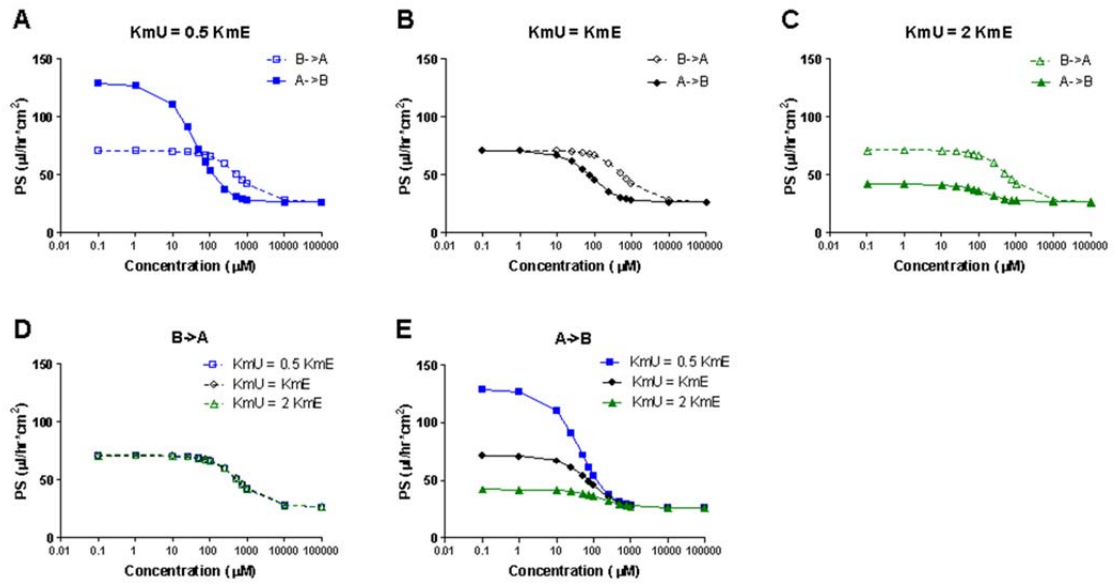 A
KmU = 0.5 KmE
B->A
A->B
PS (µl/hr*cm2)
150
100
50
0
0.01 0.1 1 10 100 1000 10000 100000
Concentration (µM)
B
KmU = KmE
B->A
A->B
PS (µl/hr*cm2)
150
100
50
0
0.01 0.1 1 10 100 1000 10000 100000
Concentration (µM)
C
KmU = 2 KmE
B->A
A->B
PS (µl/hr*cm2)
150
100
50
0
0.01 0.1 1 10 100 1000 10000 100000
Concentration (µM)
D
B->A
KmU = 0.5 KmE
KmU = KmE
KmU = 2 KmE
PS (µl/hr*cm2)
150
100
50
0
0.01 0.1 1 10 100 1000 10000 100000
Concentration (µM)
E
A->B
KmU = 0.5 KmE
KmU = KmE
KmU = 2 KmE
PS (µl/hr*cm2)
150
100
50
0
0.01 0.1 1 10 100 1000 10000 100000
Concentration (µM)